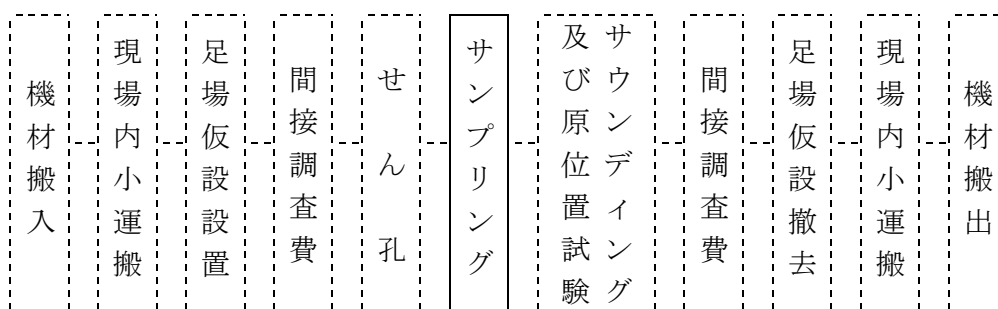 機材搬入
現場内小運搬
足場仮設設置
間接調査費
せん孔
サンプリング
サウンディング
及び原位置試験
間接調査費
足場仮設撤去
現場内小運搬
機材搬出